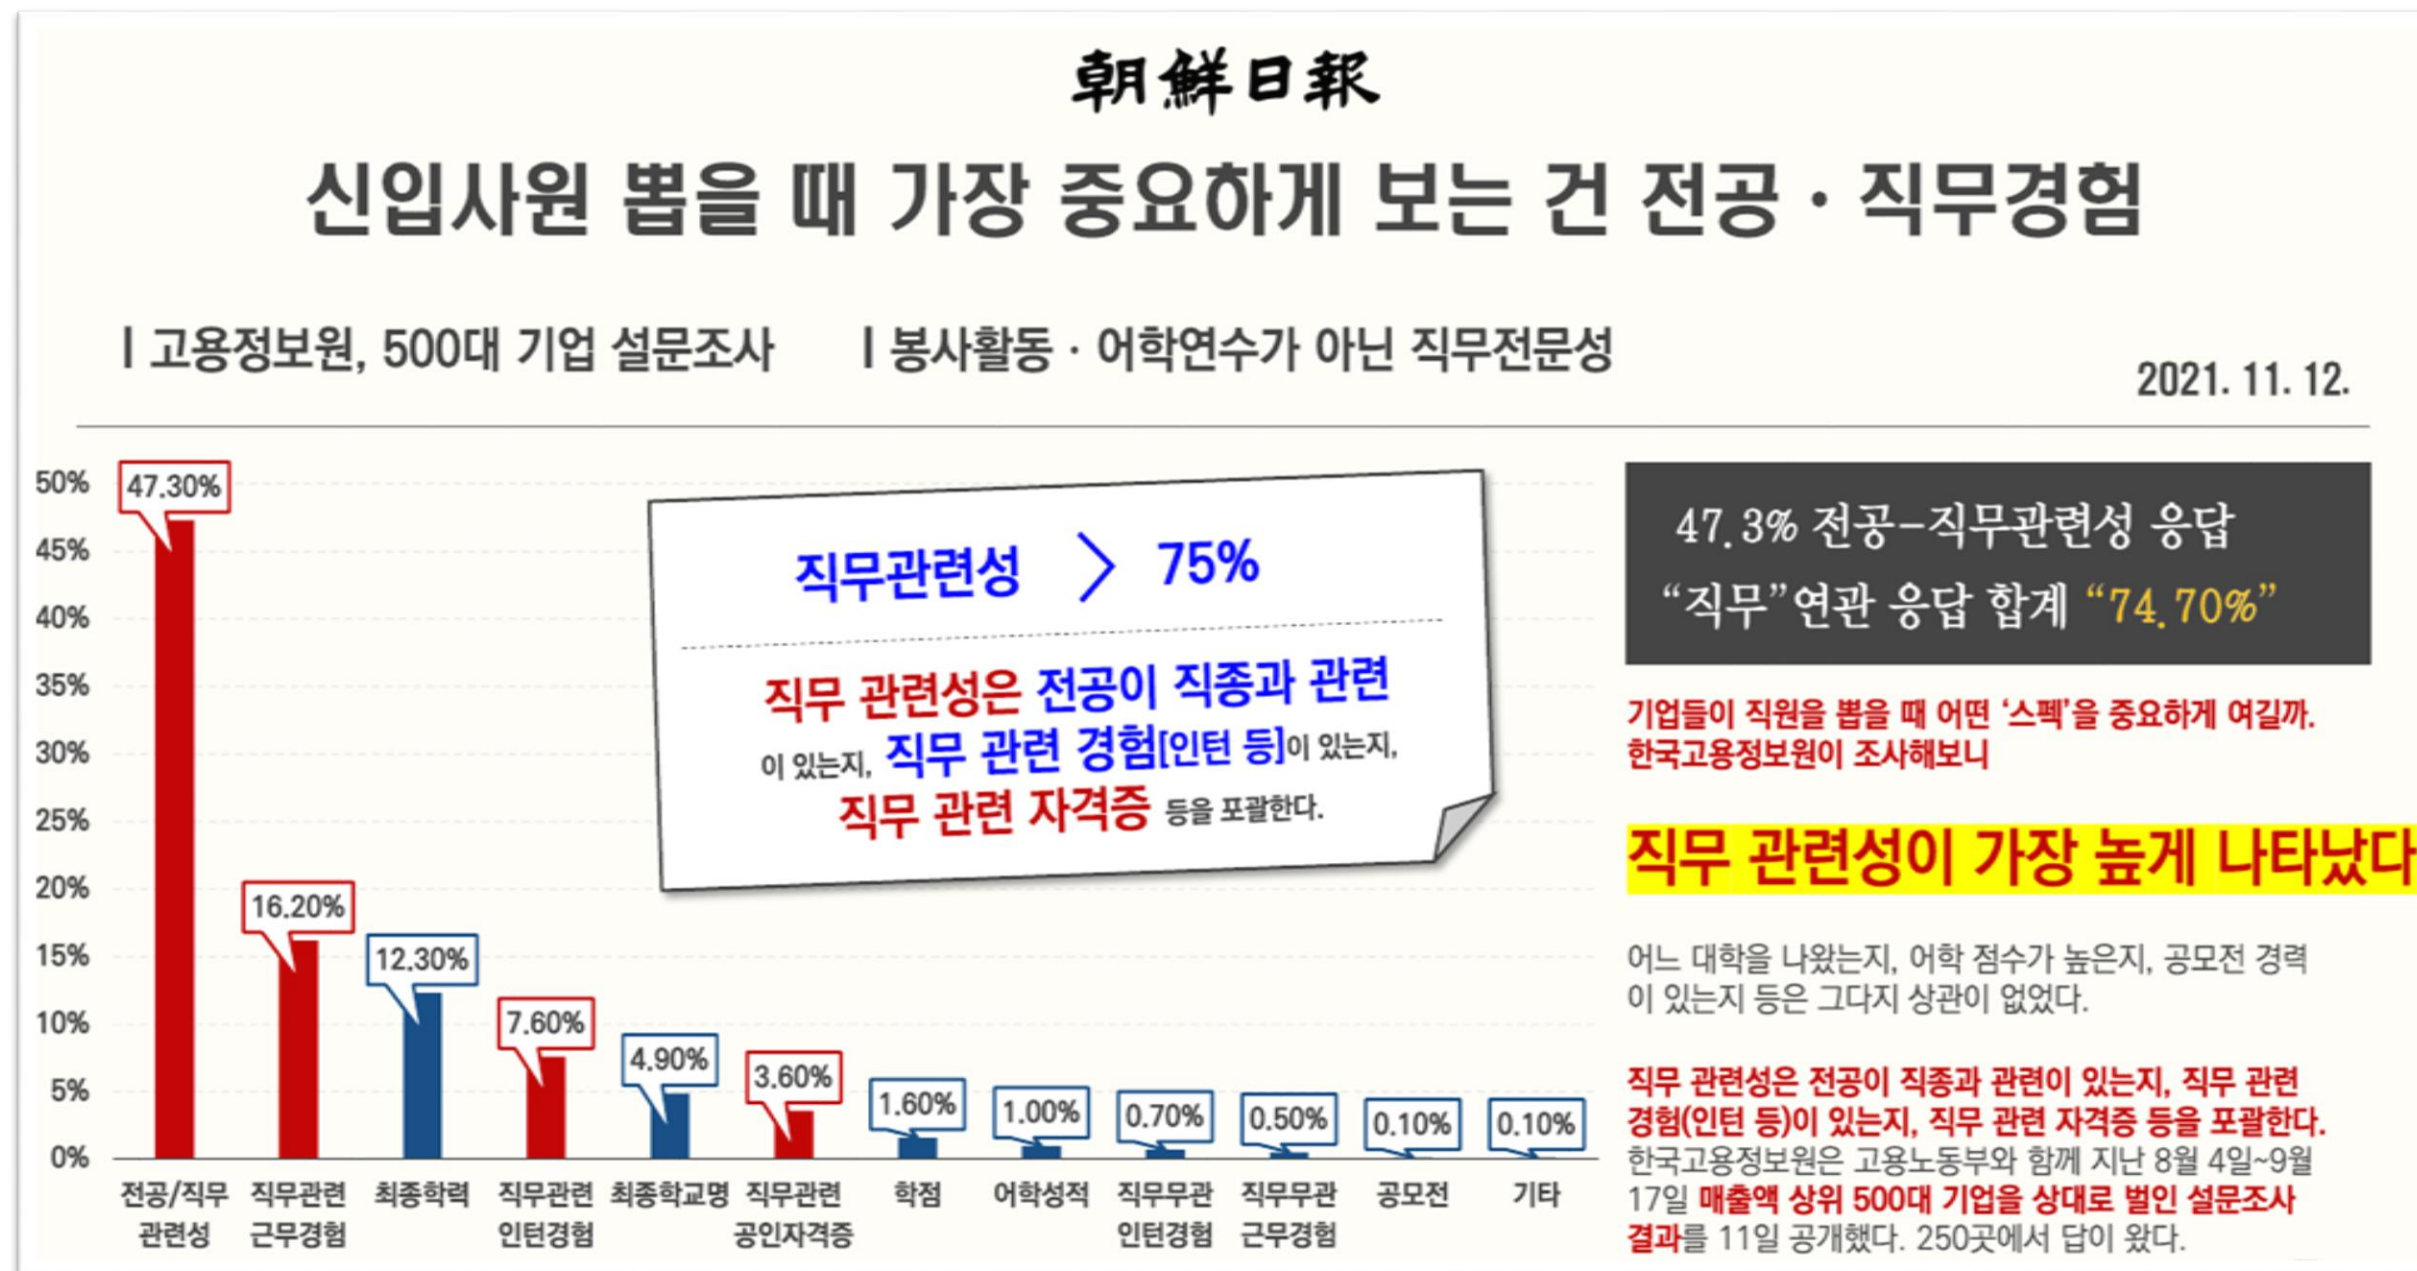 朝鮮日報
신입사원 뽑을 때 가장 중요하게 보는 건 전공·직무경험
| 고용정보원, 500대 기업 설문조사
| 봉사활동·어학연수가 아닌 직무전문성
2021. 11. 12.
50%
45%
40%
35%
30%
25%
20%
15%
10%
5%
0%
47.30%
16.20%
12.30%
7.60%
4.90%
3.60%
1.60%
1.00%
0.70%
0.50%
0.10%
0.10%
전공/직무
관련성
직무관련
근무경험
최종학력
직무관련
인턴경험
최종학교명
직무관련
공인자격증
학점
어학성적
직무무관
인턴경험
직무무관
근무경험
공모전
기타
직무관련성 > 75%
직무 관련성은 전공이 직종과 관련
이 있는지, 직무 관련 경험[인턴 등]이 있는지,
직무 관련 자격증 등을 포괄한다.
47.3% 전공-직무관련성 응답
“직무”연관 응답 합계 “74.70%”
기업들이 직원을 뽑을 때 어떤 ‘스펙’을 중요하게 여길까.
한국고용정보원이 조사해보니
직무 관련성이 가장 높게 나타났다
어느 대학을 나왔는지, 어학 점수가 높은지, 공모전 경력
이 있는지 등은 그다지 상관이 없었다.
직무 관련성은 전공이 직종과 관련이 있는지, 직무 관련
경험(인턴 등)이 있는지, 직무 관련 자격증 등을 포괄한다.
한국고용정보원은 고용노동부와 함께 지난 8월 4일~9월
17일 매출액 상위 500대 기업을 상대로 벌인 설문조사
결과를 11일 공개했다. 250곳에서 답이 왔다.